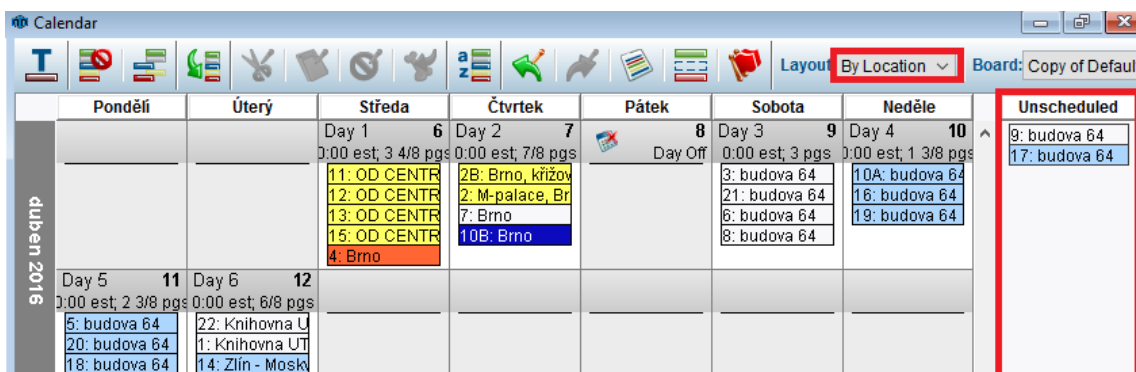 Calendar
Layout By Location Board: Copy of Defaul
Pondělí Úterý Středa Čtvrtek Pátek Sobota Neděle Unscheduled
duben 2016
Day 1 6
0:00 est; 3 4/8 pgs
11: OD CENTR
12: OD CENTR
13: OD CENTR
15: OD CENTR
4: Brno
Day 2 7
0:00 est; 7/8 pgs
2B: Brno, křižov
2: M-palace, Br
7: Brno
10B: Brno
8
Day Off
Day 3 9
0:00 est; 3 pgs
3: budova 64
21: budova 64
6: budova 64
8: budova 64
Day 4 10
0:00 est; 1 3/8 pgs
10A: budova 64
16: budova 64
19: budova 64
9: budova 64
17: budova 64
Day 5 11
0:00 est; 2 3/8 pgs
5: budova 64
20: budova 64
18: budova 64
Day 6 12
0:00 est; 6/8 pgs
22: Knihovna U
1: Knihovna UT
14: Zlín - Moskv